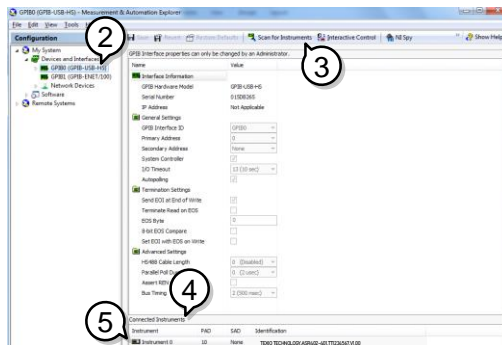 GPIB0 (GPIB-USB-HS) - Measurement & Automation Explorer
File Edit View Tools
Configuration
My System
Devices and Interfaces
GPIB0 (GPIB-USB-HS)
GPIB1 (GPIB-ENET/100)
Network Devices
Software
Remote Systems
2
Save Revert Restore Defaults Scan for Instruments Interactive Control NI Spy Show Help
3
GPIB Interface properties can only be changed by an Administrator.
Name Value
Interface Information
GPIB Hardware Model GPIB-USB-HS
Serial Number 015DB265
IP Address Not Applicable
General Settings
GPIB Interface ID GPIB0
Primary Address 0
Secondary Address None
System Controller
I/O Timeout 13 (10 sec)
Autopolling
Termination Settings
Send EOI at End of Write
Terminate Read on EOS
EOS Byte 0
8-bit EOS Compare
Set EOI with EOS on Write
Advanced Settings
HS488 Cable Length 0 (Disabled)
Parallel Poll 0 (2 usec)
Assert REN
Bus Timing 2 (500 nsec)
4
Connected Instruments
5
Instrument PAD SAD Identification
Instrument 0 10 None